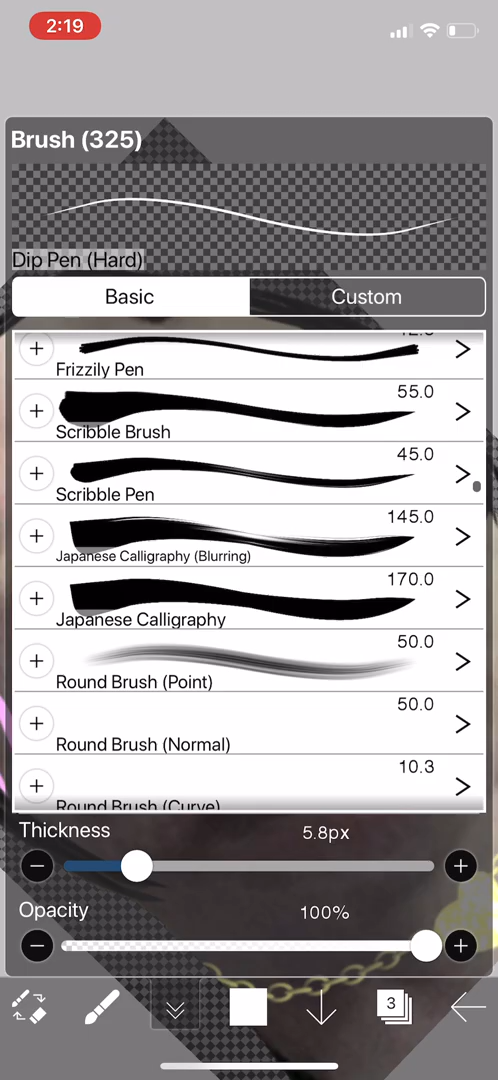 2:19
Brush (325)
Dip Pen (Hard)
Basic
Custom
Frizzily Pen
55.0
Scribble Brush
45.0
Scribble Pen
145.0
Japanese Calligraphy (Blurring)
170.0
Japanese Calligraphy
50.0
Round Brush (Point)
50.0
Round Brush (Normal)
10.3
Round Brush (Curve)
Thickness
5.8px
Opacity
100%
3